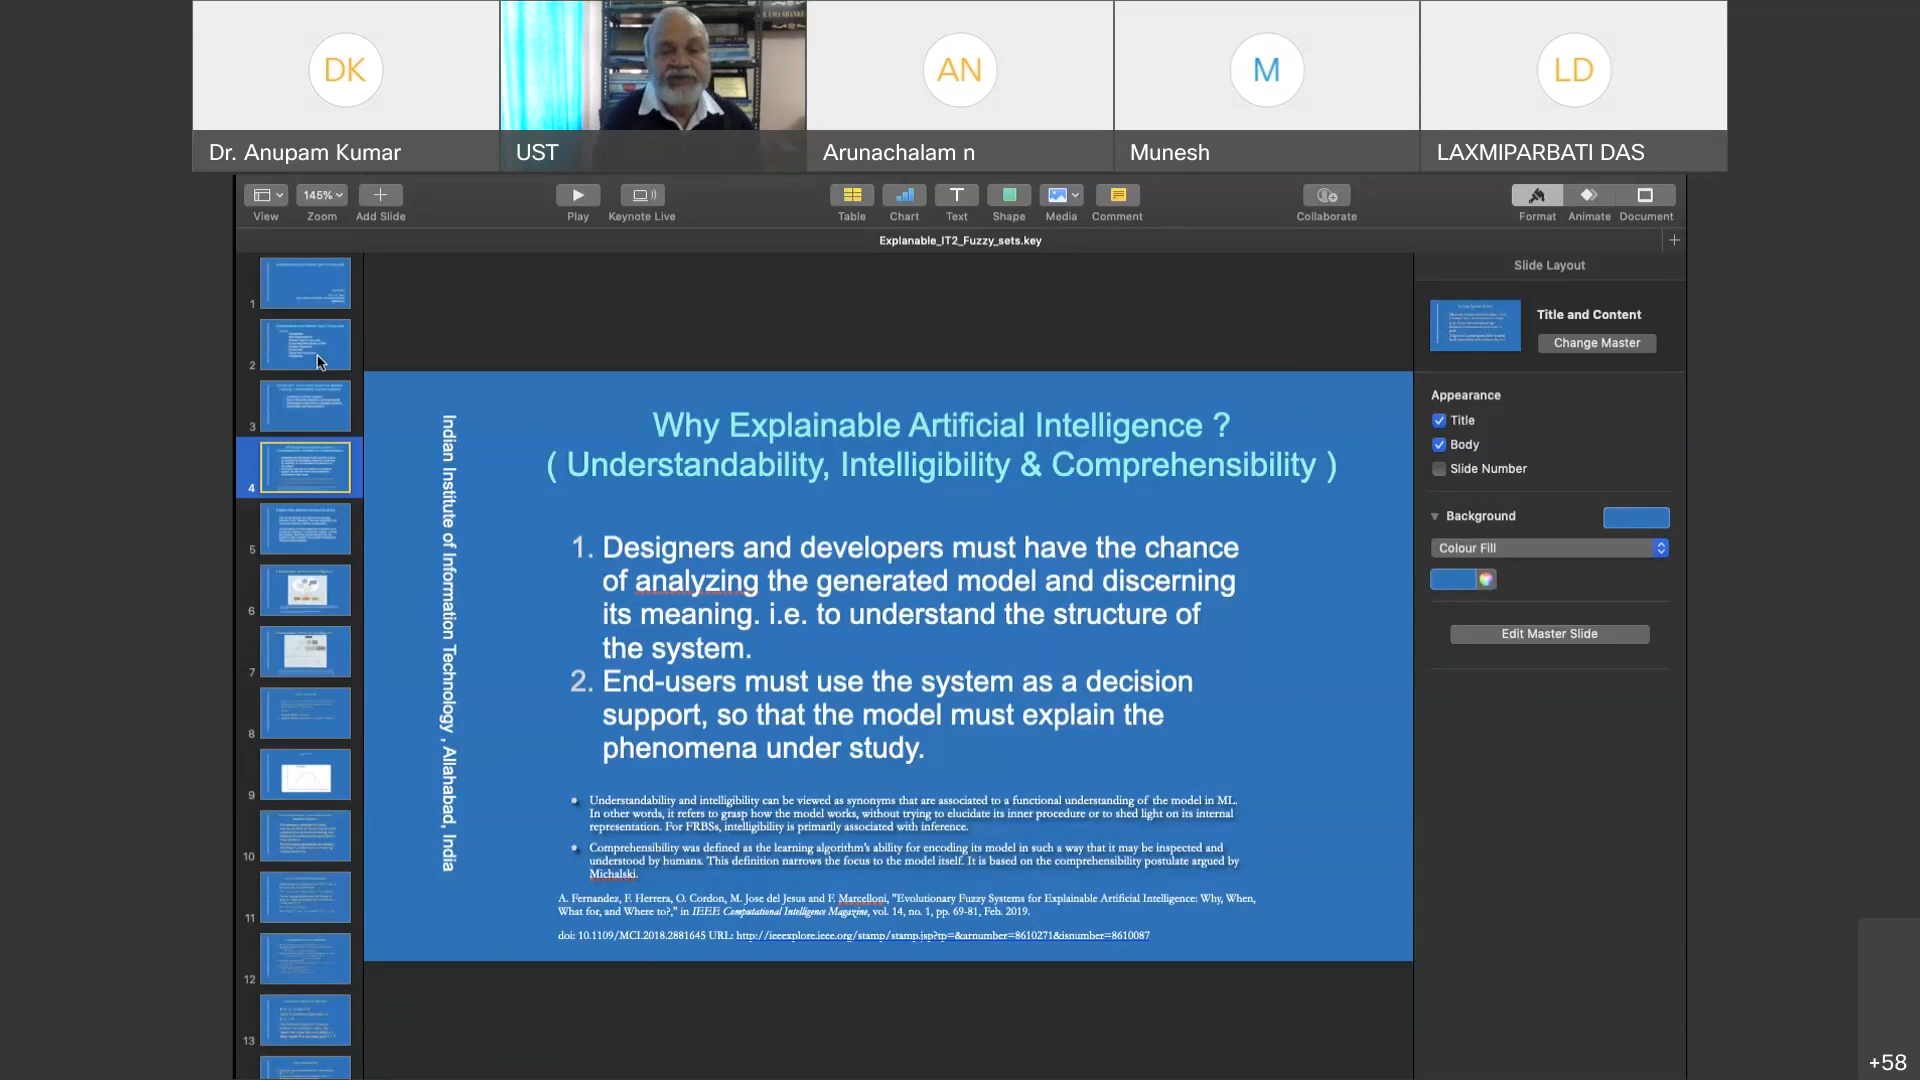 DK
AN
M
LD
Dr. Anupam Kumar
UST
Arunachalam n
Munesh
LAXMIPARBATI DAS
145%
View
Zoom
Add Slide
Play
Keynote Live
Table
Chart
Text
Shape
Media
Comment
Collaborate
Format
Animate
Document
Explanable_IT2_Fuzzy_sets.key
1
2
3
4
5
6
7
8
9
10
11
12
13
Indian Institute of Information Technology , Allahabad, India
Why Explainable Artificial Intelligence ?
( Understandability, Intelligibility & Comprehensibility )
1. Designers and developers must have the chance
of analyzing the generated model and discerning
its meaning. i.e. to understand the structure of
the system.
2. End-users must use the system as a decision
support, so that the model must explain the
phenomena under study.
Understandability and intelligibility can be viewed as synonyms that are associated to a functional understanding of the model in ML.
In other words, it refers to grasp how the model works, without trying to elucidate its inner procedure or to shed light on its internal
representation. For FRBSs, intelligibility is primarily associated with inference.
Comprehensibility was defined as the learning algorithm's ability for encoding its model in such a way that it may be inspected and
understood by humans. This definition narrows the focus to the model itself. It is based on the comprehensibility postulate argued by
Michalski.
A. Fernandez, F. Herrera, O. Cordon, M. Jose del Jesus and F. Marcelloni, "Evolutionary Fuzzy Systems for Explainable Artificial Intelligence: Why, When,
What for, and Where to?," in IEEE Computational Intelligence Magazine, vol. 14, no. 1, pp. 69-81, Feb. 2019.
doi: 10.1109/MCI.2018.2881645 URL: http://ieeexplore.ieee.org/stamp/stamp.jsp?tp=&arnumber=8610271&isnumber=8610087
Slide Layout
Title and Content
Change Master
Appearance
Title
Body
Slide Number
Background
Colour Fill
Edit Master Slide
+58